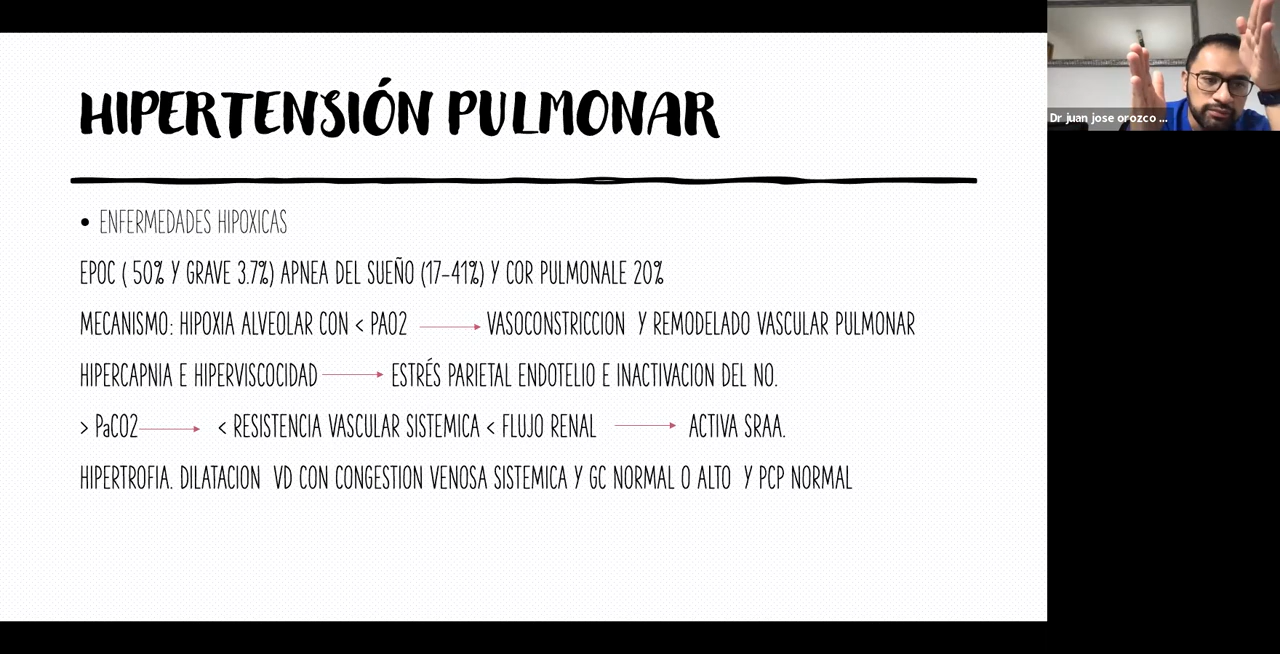 HIPERTENSIÓN PULMONAR
• ENFERMEDADES HIPOXICAS
EPOC ( 50% Y GRAVE 3.7%) APNEA DEL SUEÑO (17-41%) Y COR PULMONALE 20%
MECANISMO: HIPOXIA ALVEOLAR CON < PAO2 VASOCONSTRICCION Y REMODELADO VASCULAR PULMONAR
HIPERCAPNIA E HIPERVISCOCIDAD ESTRÉS PARIETAL ENDOTELIO E INACTIVACION DEL NO.
> PaCO2 < RESISTENCIA VASCULAR SISTEMICA < FLUJO RENAL ACTIVA SRAA.
HIPERTROFIA. DILATACION VD CON CONGESTION VENOSA SISTEMICA Y GC NORMAL O ALTO Y PCP NORMAL
Dr juan jose orozco ...